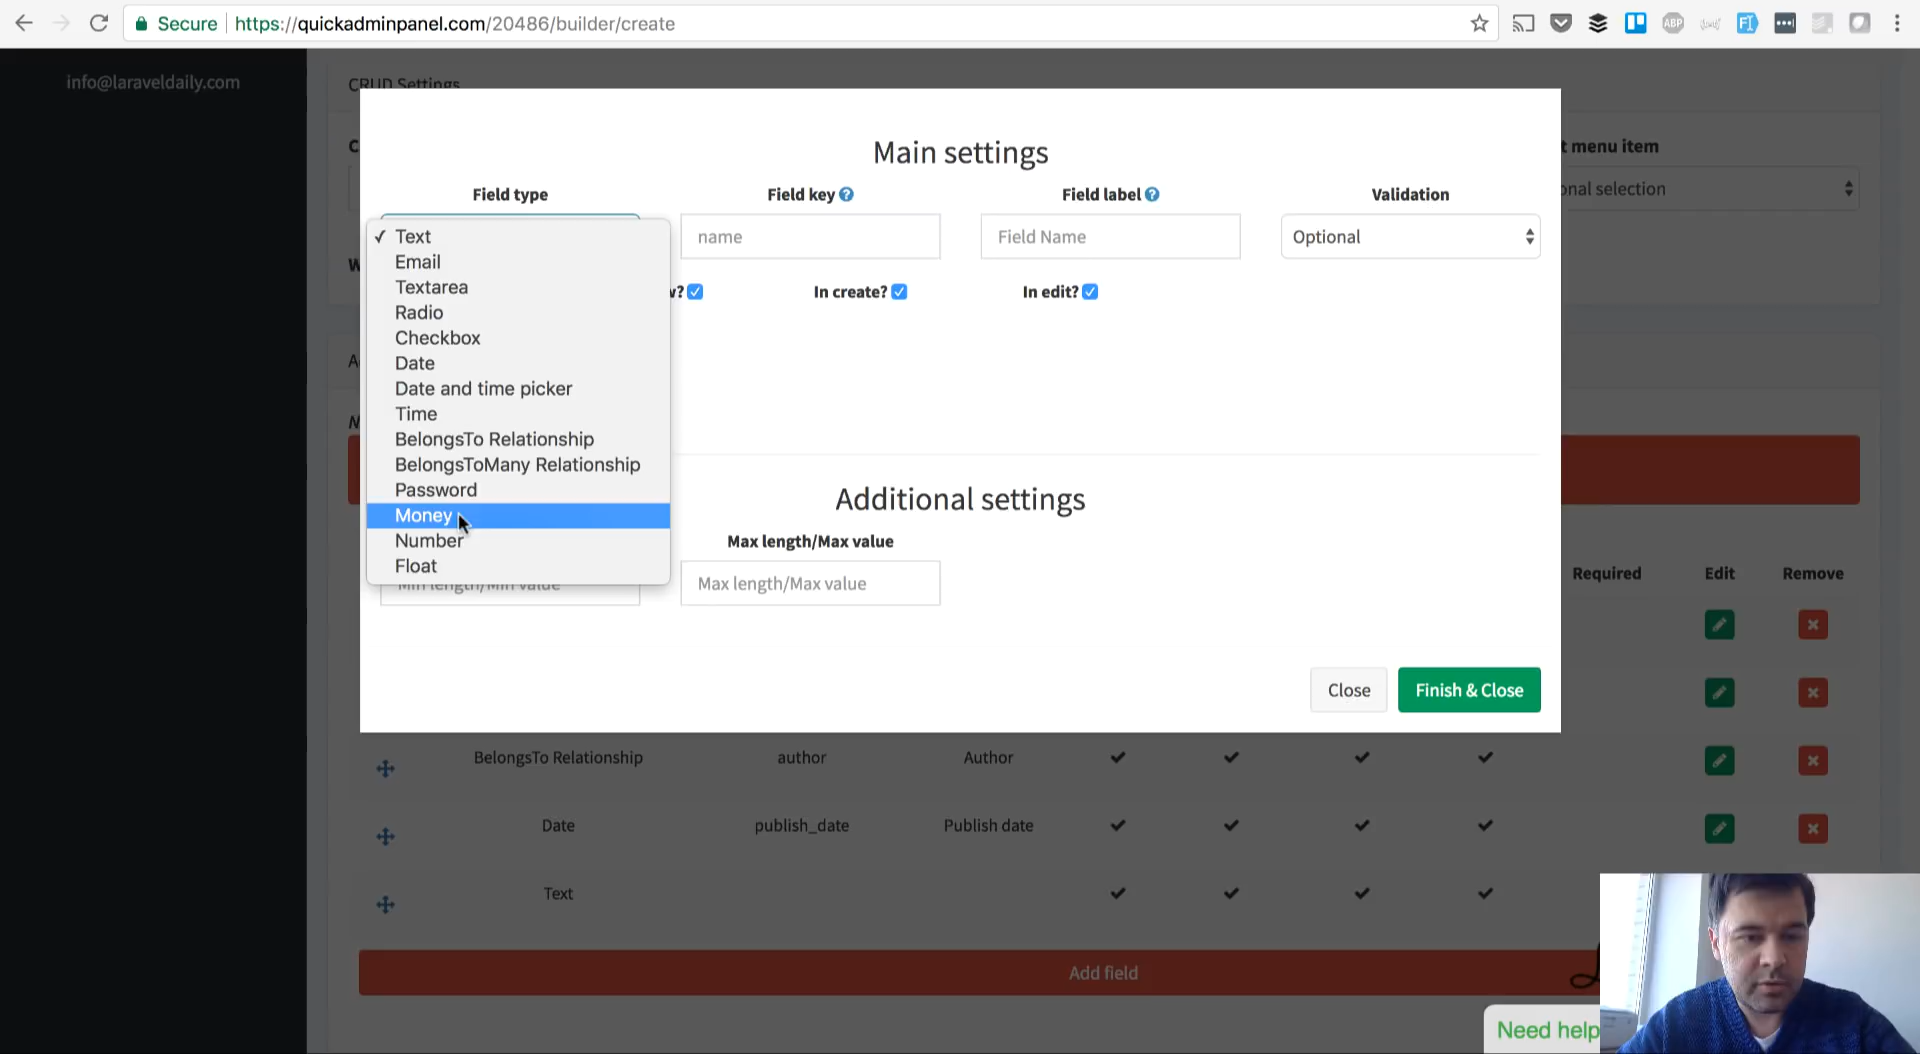 Secure https://quickadminpanel.com/20486/builder/create
info@laraveldaily.com
CRUD Settings
t menu item
nal selection
Main settings
Field type
Field key
Field label
Validation
name
Field Name
Optional
In create?
In edit?
✓ Text
Email
Textarea
Radio
Checkbox
Date
Date and time picker
Time
BelongsTo Relationship
BelongsToMany Relationship
Password
Money
Number
Float
Additional settings
Max length/Max value
Min length/Min value
Max length/Max value
Close
Finish & Close
Required
Edit
Remove
BelongsTo Relationship
author
Author
Date
publish_date
Publish date
Text
Add field
Need help